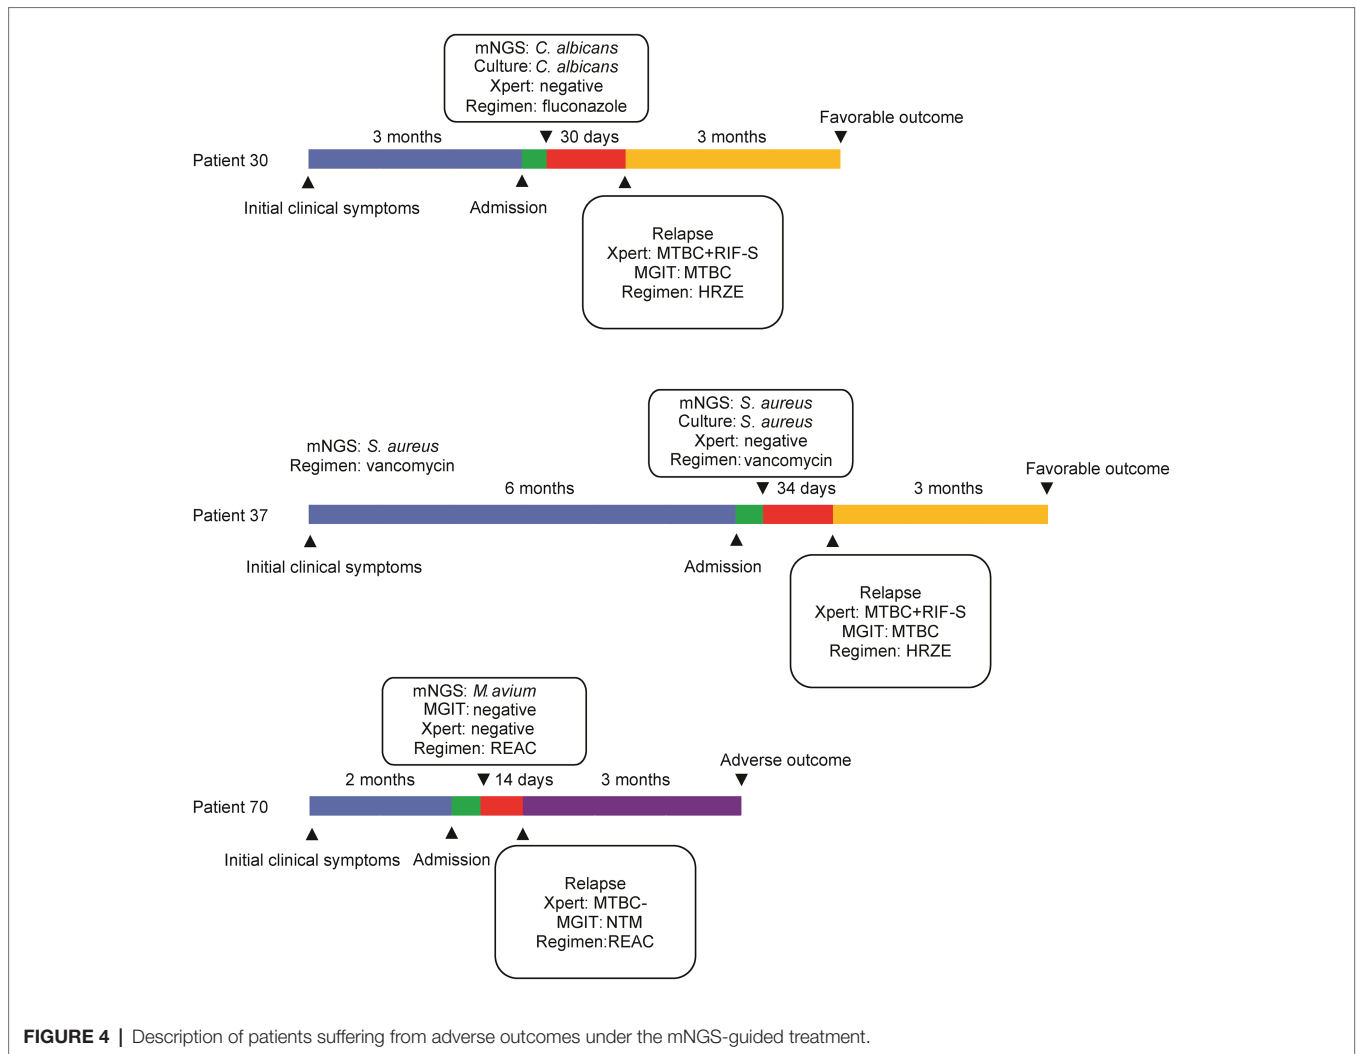 mNGS: C. albicans
Culture: C. albicans
Xpert: negative
Regimen: fluconazole
Favorable outcome
3 months
30 days
3 months
Patient 30
Initial clinical symptoms
Admission
Relapse
Xpert: MTBC+RIF-S
MGIT: MTBC
Regimen: HRZE
mNGS: S. aureus
Culture: S. aureus
Xpert: negative
Regimen: vancomycin
mNGS: S. aureus
Regimen: vancomycin
Favorable outcome
6 months
34 days
3 months
Patient 37
Initial clinical symptoms
Admission
Relapse
Xpert: MTBC+RIF-S
MGIT: MTBC
Regimen: HRZE
mNGS: M. avium
MGIT: negative
Xpert: negative
Regimen: REAC
Adverse outcome
2 months
14 days
3 months
Patient 70
Initial clinical symptoms
Admission
Relapse
Xpert: MTBC-
MGIT: NTM
Regimen:REAC
FIGURE 4 | Description of patients suffering from adverse outcomes under the mNGS-guided treatment.